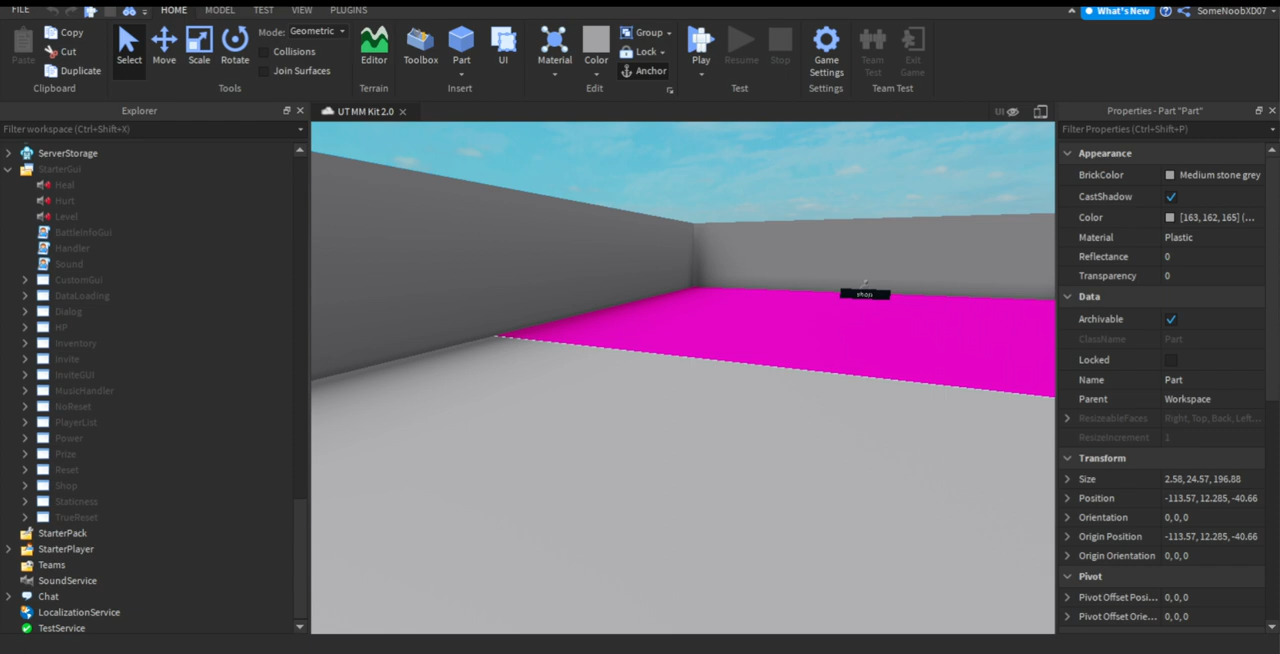 FILE HOME MODEL TEST VIEW PLUGINS What's New SomeNoobXD07
Copy Mode: Geometric Group
Cut Collisions Lock
Paste Duplicate Select Move Scale Rotate Join Surfaces Editor Toolbox Part UI Material Color Anchor Play Resume Stop Game Settings Team Test Exit Game
Clipboard Tools Terrain Insert Edit Test Settings Team Test
Explorer
Filter workspace (Ctrl+Shift+X)
ServerStorage
StarterGui
Heal
Hurt
Level
BattleInfoGui
Handler
Sound
CustomGui
DataLoading
Dialog
HP
Inventory
Invite
InviteGUI
MusicHandler
NoReset
PlayerList
Power
Prize
Reset
Shop
Staticness
TrueReset
StarterPack
StarterPlayer
Teams
SoundService
Chat
LocalizationService
TestService
UT MM Kit 2.0 UI
shop
Properties - Part "Part"
Filter Properties (Ctrl+Shift+P)
Appearance
BrickColor Medium stone grey
CastShadow
Color [163, 162, 165] (...
Material Plastic
Reflectance 0
Transparency 0
Data
Archivable
ClassName Part
Locked
Name Part
Parent Workspace
ResizeableFaces Right, Top, Back, Left...
ResizeIncrement 1
Transform
Size 2.58, 24.57, 196.88
Position -113.57, 12.285, -40.66
Orientation 0, 0, 0
Origin Position -113.57, 12.285, -40.66
Origin Orientation 0, 0, 0
Pivot
Pivot Offset Posi... 0, 0, 0
Pivot Offset Orie... 0, 0, 0